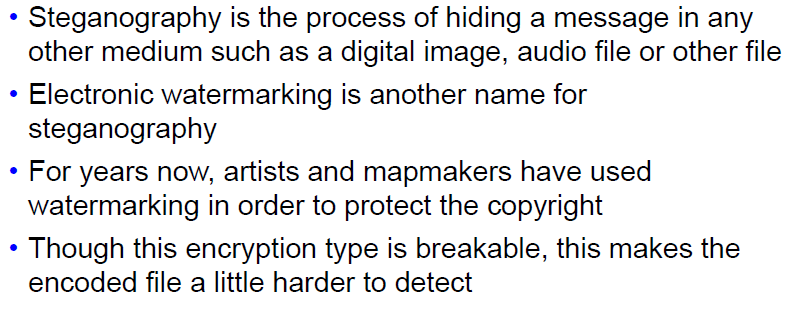 • Steganography is the process of hiding a message in any
other medium such as a digital image, audio file or other file
• Electronic watermarking is another name for
steganography
• For years now, artists and mapmakers have used
watermarking in order to protect the copyright
• Though this encryption type is breakable, this makes the
encoded file a little harder to detect